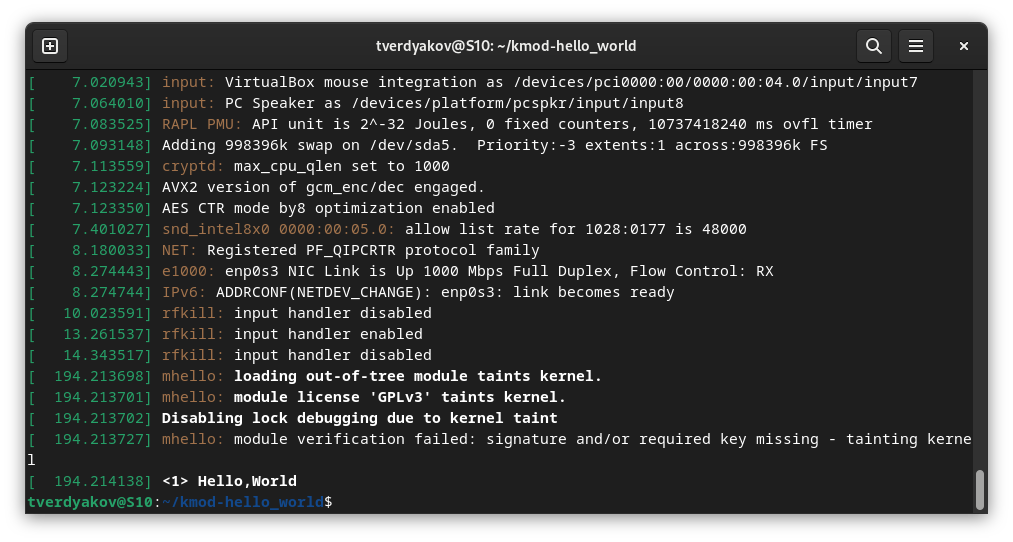 tverdyakov@S10: ~/kmod-hello_world
[    7.020943] input: VirtualBox mouse integration as /devices/pci0000:00/0000:00:04.0/input/input7
[    7.064010] input: PC Speaker as /devices/platform/pcspkr/input/input8
[    7.083525] RAPL PMU: API unit is 2^-32 Joules, 0 fixed counters, 10737418240 ms ovfl timer
[    7.093148] Adding 998396k swap on /dev/sda5.  Priority:-3 extents:1 across:998396k FS
[    7.113559] cryptd: max_cpu_qlen set to 1000
[    7.123224] AVX2 version of gcm_enc/dec engaged.
[    7.123350] AES CTR mode by8 optimization enabled
[    7.401027] snd_intel8x0 0000:00:05.0: allow list rate for 1028:0177 is 48000
[    8.180033] NET: Registered PF_QIPCRTR protocol family
[    8.274443] e1000: enp0s3 NIC Link is Up 1000 Mbps Full Duplex, Flow Control: RX
[    8.274744] IPv6: ADDRCONF(NETDEV_CHANGE): enp0s3: link becomes ready
[   10.023591] rfkill: input handler disabled
[   13.261537] rfkill: input handler enabled
[   14.343517] rfkill: input handler disabled
[  194.213698] mhello: loading out-of-tree module taints kernel.
[  194.213701] mhello: module license 'GPLv3' taints kernel.
[  194.213702] Disabling lock debugging due to kernel taint
[  194.213727] mhello: module verification failed: signature and/or required key missing - tainting kerne
l
[  194.214138] <1> Hello,World
tverdyakov@S10:~/kmod-hello_world$